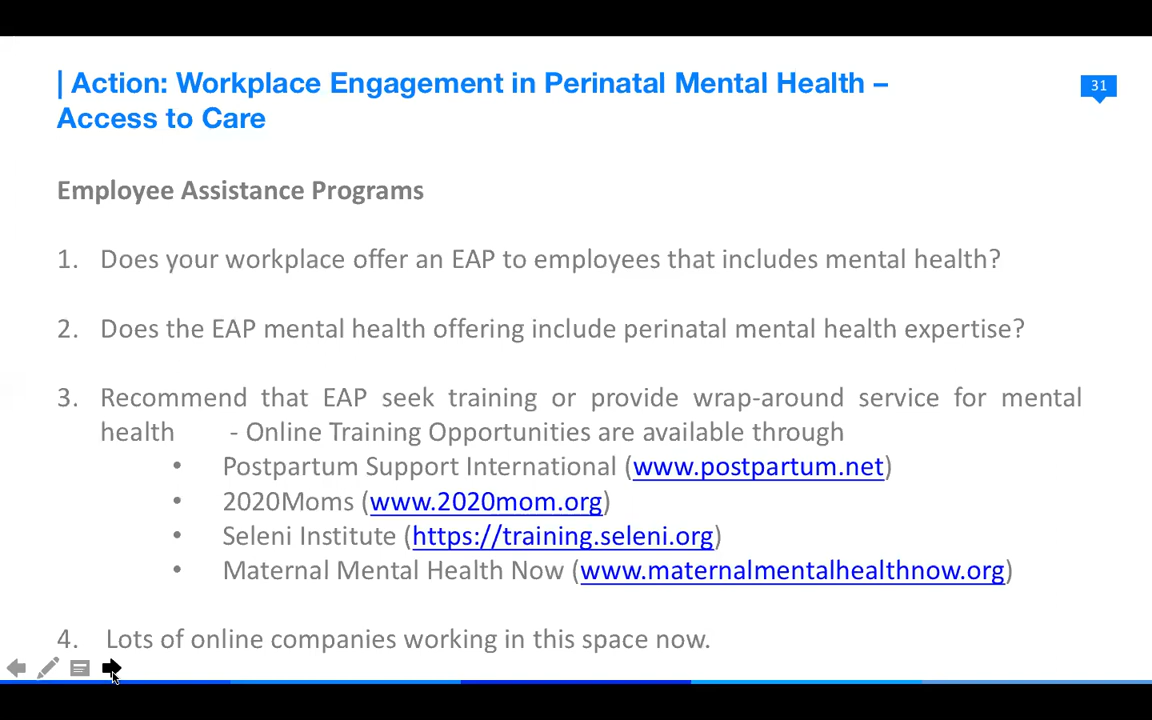 | Action: Workplace Engagement in Perinatal Mental Health –
Access to Care
31
Employee Assistance Programs
1. Does your workplace offer an EAP to employees that includes mental health?
2. Does the EAP mental health offering include perinatal mental health expertise?
3. Recommend that EAP seek training or provide wrap-around service for mental
health - Online Training Opportunities are available through
• Postpartum Support International (www.postpartum.net)
• 2020Moms (www.2020mom.org)
• Seleni Institute (https://training.seleni.org)
• Maternal Mental Health Now (www.maternalmentalhealthnow.org)
4. Lots of online companies working in this space now.